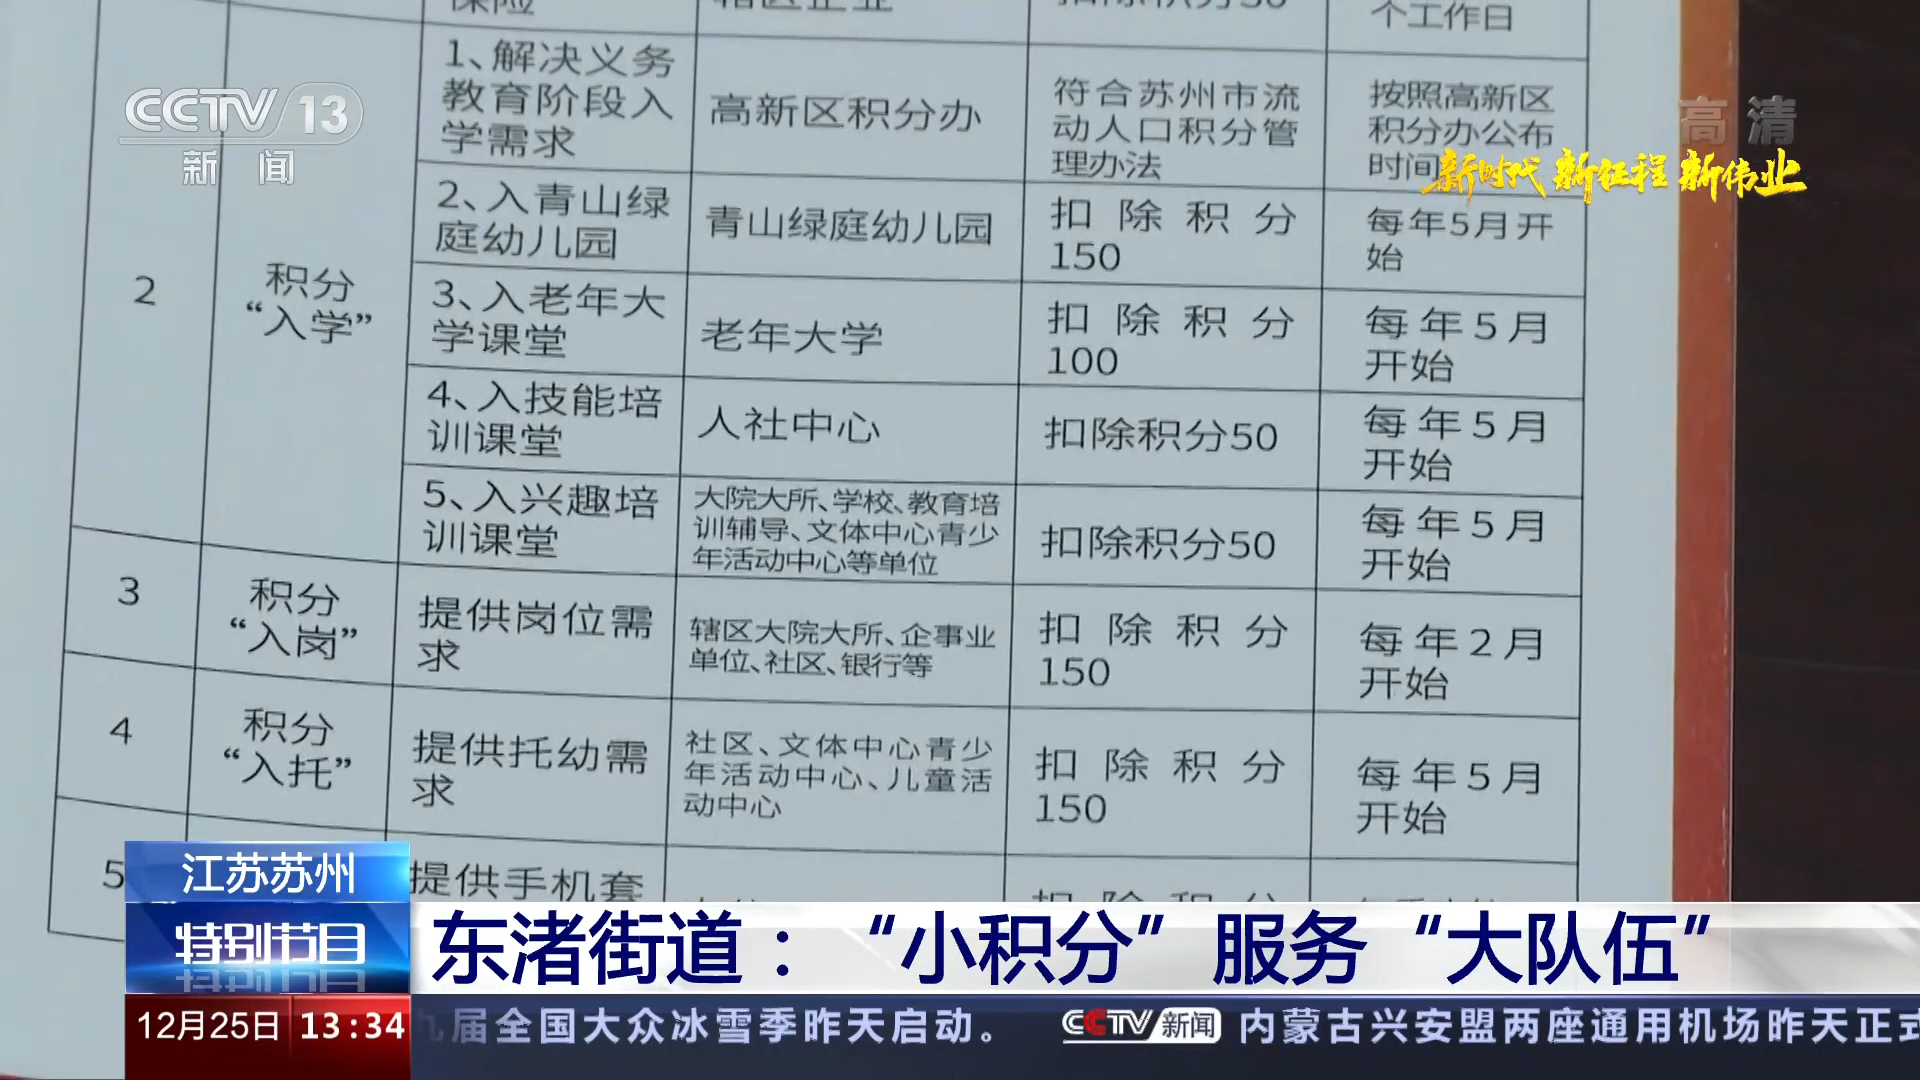 个工作日
1、解决义务
教育阶段入
学需求
高新区积分办
符合苏州市流
动人口积分管
理办法
按照高新区
积分办公布
时间
2
积分
“入学”
2、入青山绿
庭幼儿园
青山绿庭幼儿园
扣除积分
150
每年5月开
始
3、入老年大
学课堂
老年大学
扣除积分
100
每年5月
开始
4、入技能培
训课堂
人社中心
扣除积分50
每年5月
开始
5、入兴趣培
训课堂
大院大所、学校、教育培
训辅导、文体中心青少
年活动中心等单位
扣除积分50
每年5月
开始
3
积分
“入岗”
提供岗位需
求
辖区大院大所、企事业
单位、社区、银行等
扣除积分
150
每年2月
开始
4
积分
“入托”
提供托幼需
求
社区、文体中心青少
年活动中心、儿童活
动中心
扣除积分
150
每年5月
开始
5
提供手机套
扣除积分
CCTV 13
新闻
高清
新时代 新征程 新伟业
江苏苏州
特别节目
东渚街道：“小积分”服务“大队伍”
12月25日 13:34
九届全国大众冰雪季昨天启动。 CCTV新闻 内蒙古兴安盟两座通用机场昨天正式